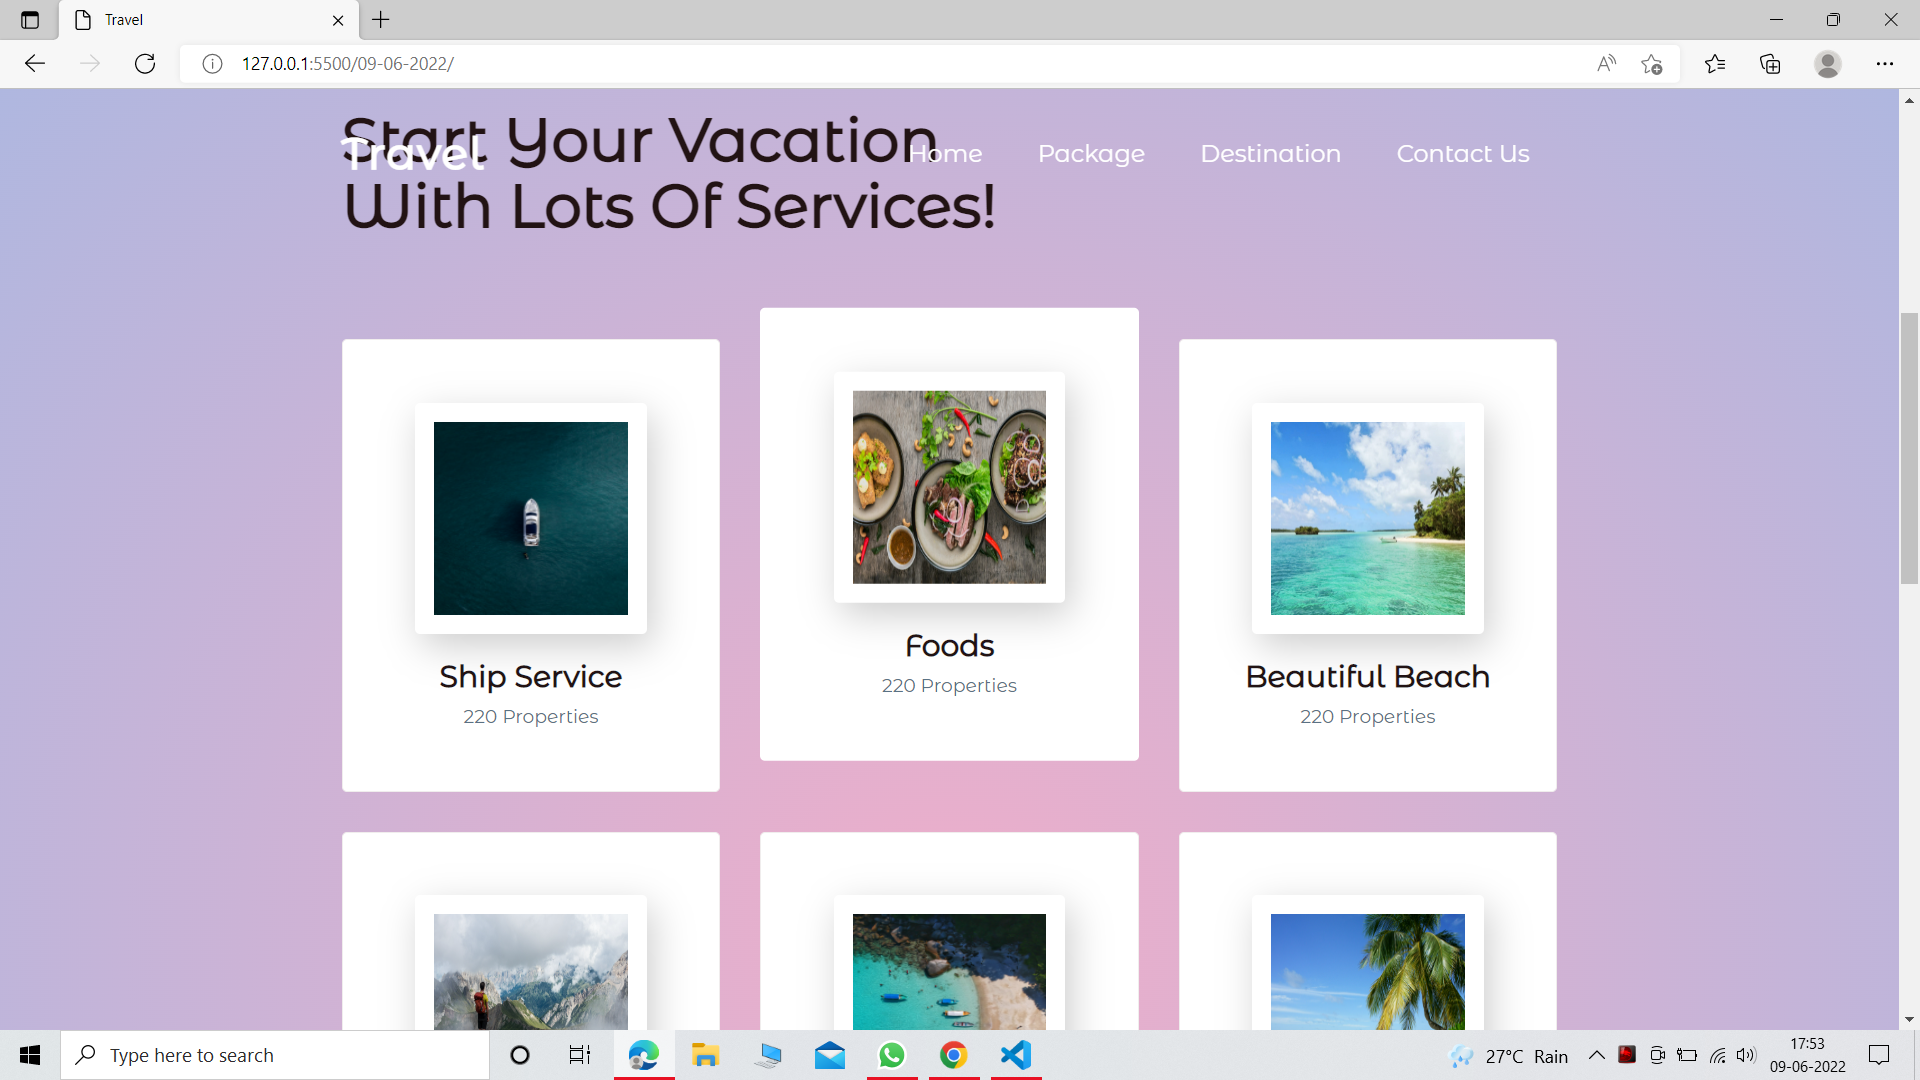 Travel
127.0.0.1:5500/09-06-2022/
Start Your Vacation
With Lots Of Services!
Travel
Home
Package
Destination
Contact Us
Ship Service
220 Properties
Foods
220 Properties
Beautiful Beach
220 Properties
Type here to search
27°C Rain
17:53
09-06-2022